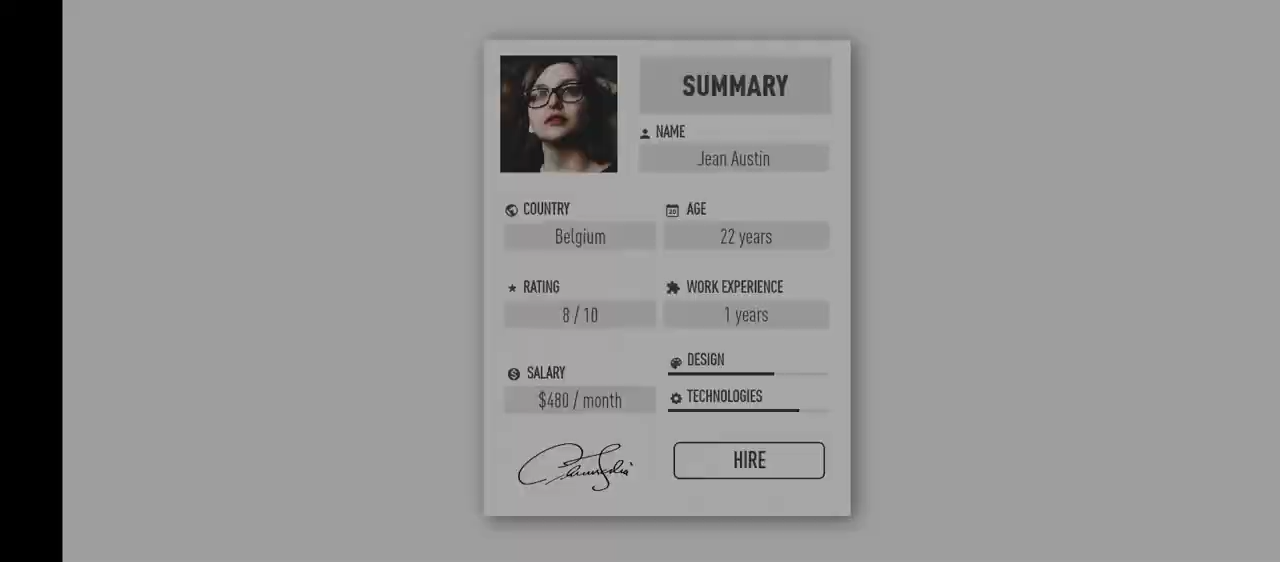 SUMMARY
NAME
Jean Austin
COUNTRY
AGE
Belgium
22 years
RATING
WORK EXPERIENCE
8 / 10
1 years
DESIGN
SALARY
TECHNOLOGIES
$480 / month
HIRE